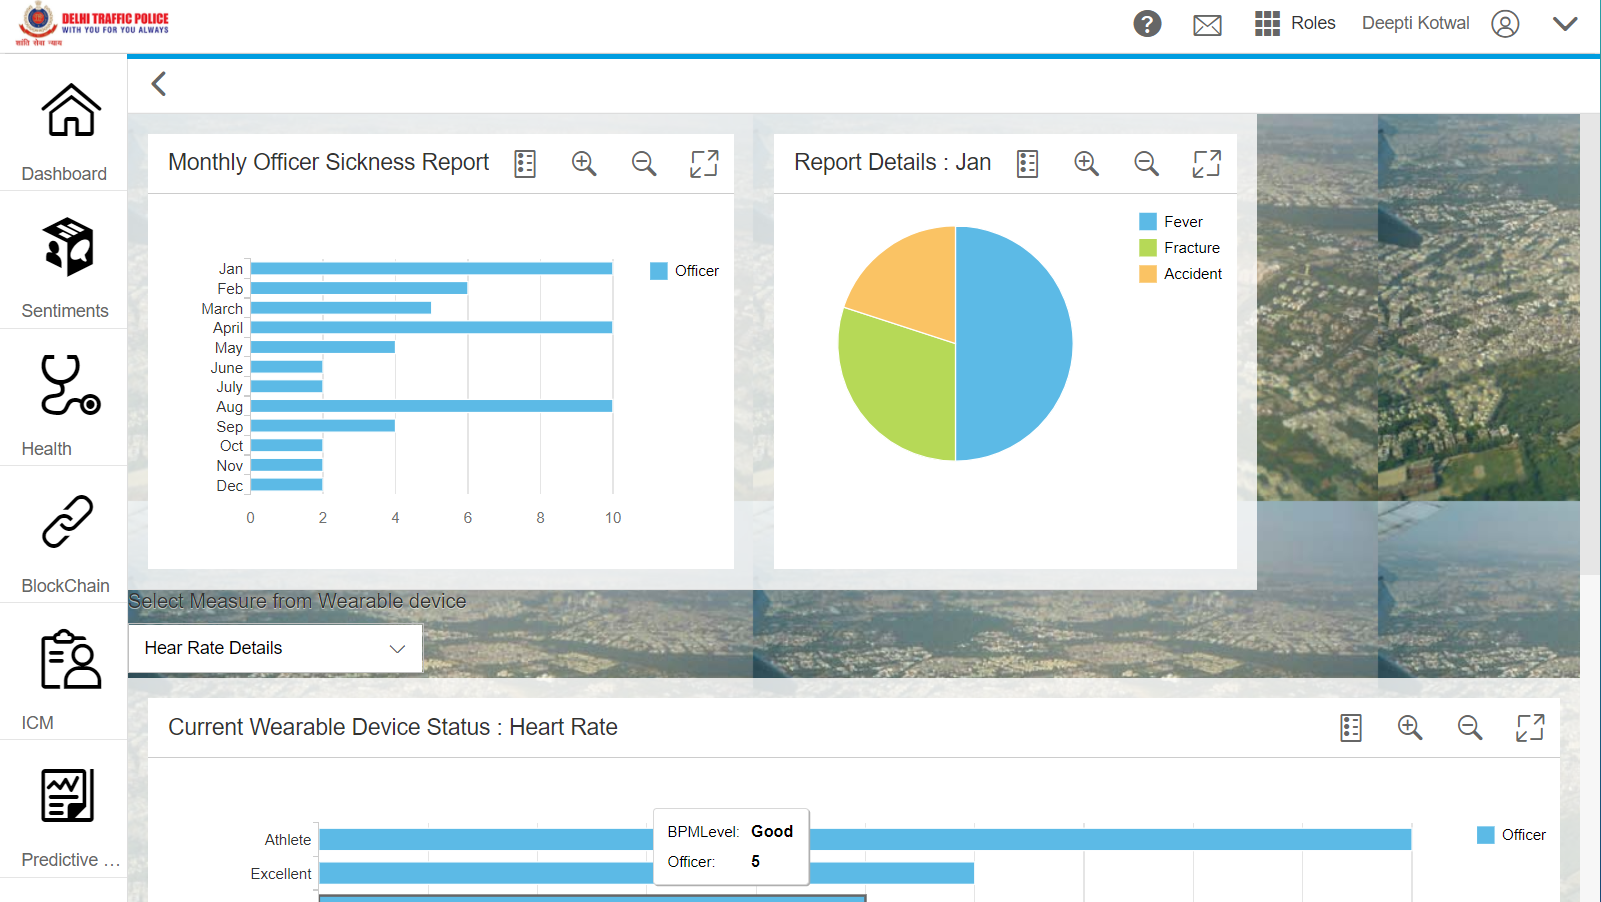 DELHI TRAFFIC POLICE
WITH YOU FOR YOU ALWAYS
शांति सेवा न्याय
?
Roles
Deepti Kotwal
Dashboard
Sentiments
Health
BlockChain
ICM
Predictive ...
Monthly Officer Sickness Report
Jan
Feb
March
April
May
June
July
Aug
Sep
Oct
Nov
Dec
0 2 4 6 8 10
Officer
Report Details : Jan
Fever
Fracture
Accident
Select Measure from Wearable device
Hear Rate Details
Current Wearable Device Status : Heart Rate
Athlete
Excellent
BPMLevel: Good
Officer: 5
Officer